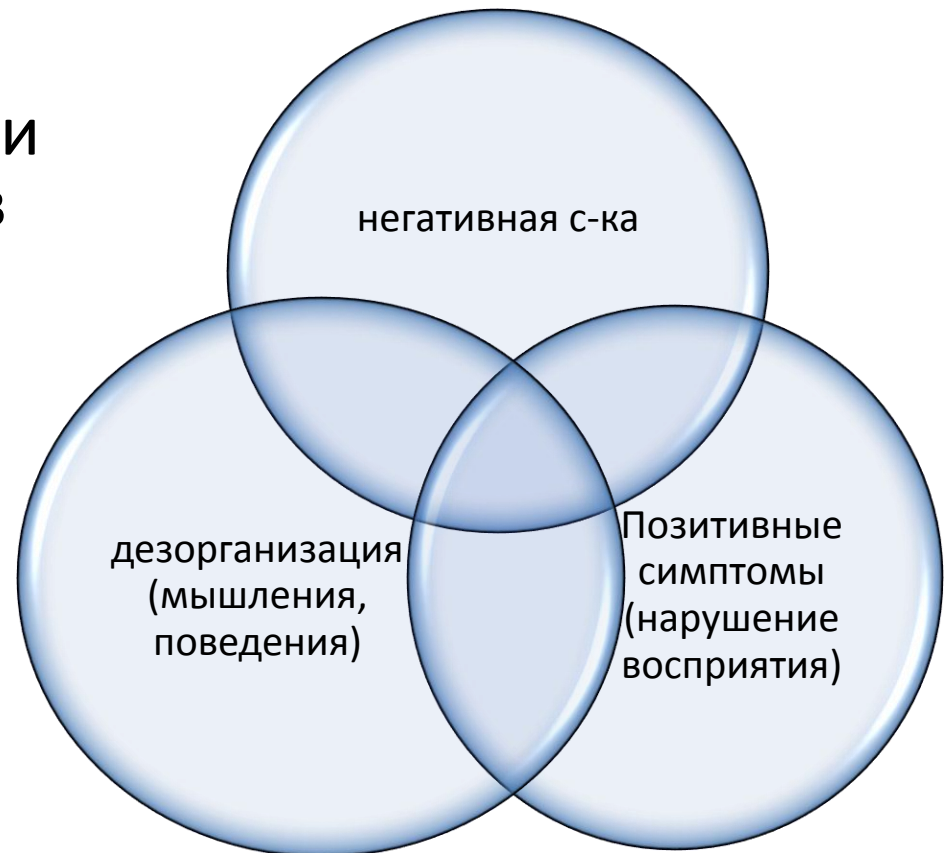 и
в
негативная с-ка
дезорганизация
(мышления,
поведения)
Позитивные
симптомы
(нарушение
восприятия)